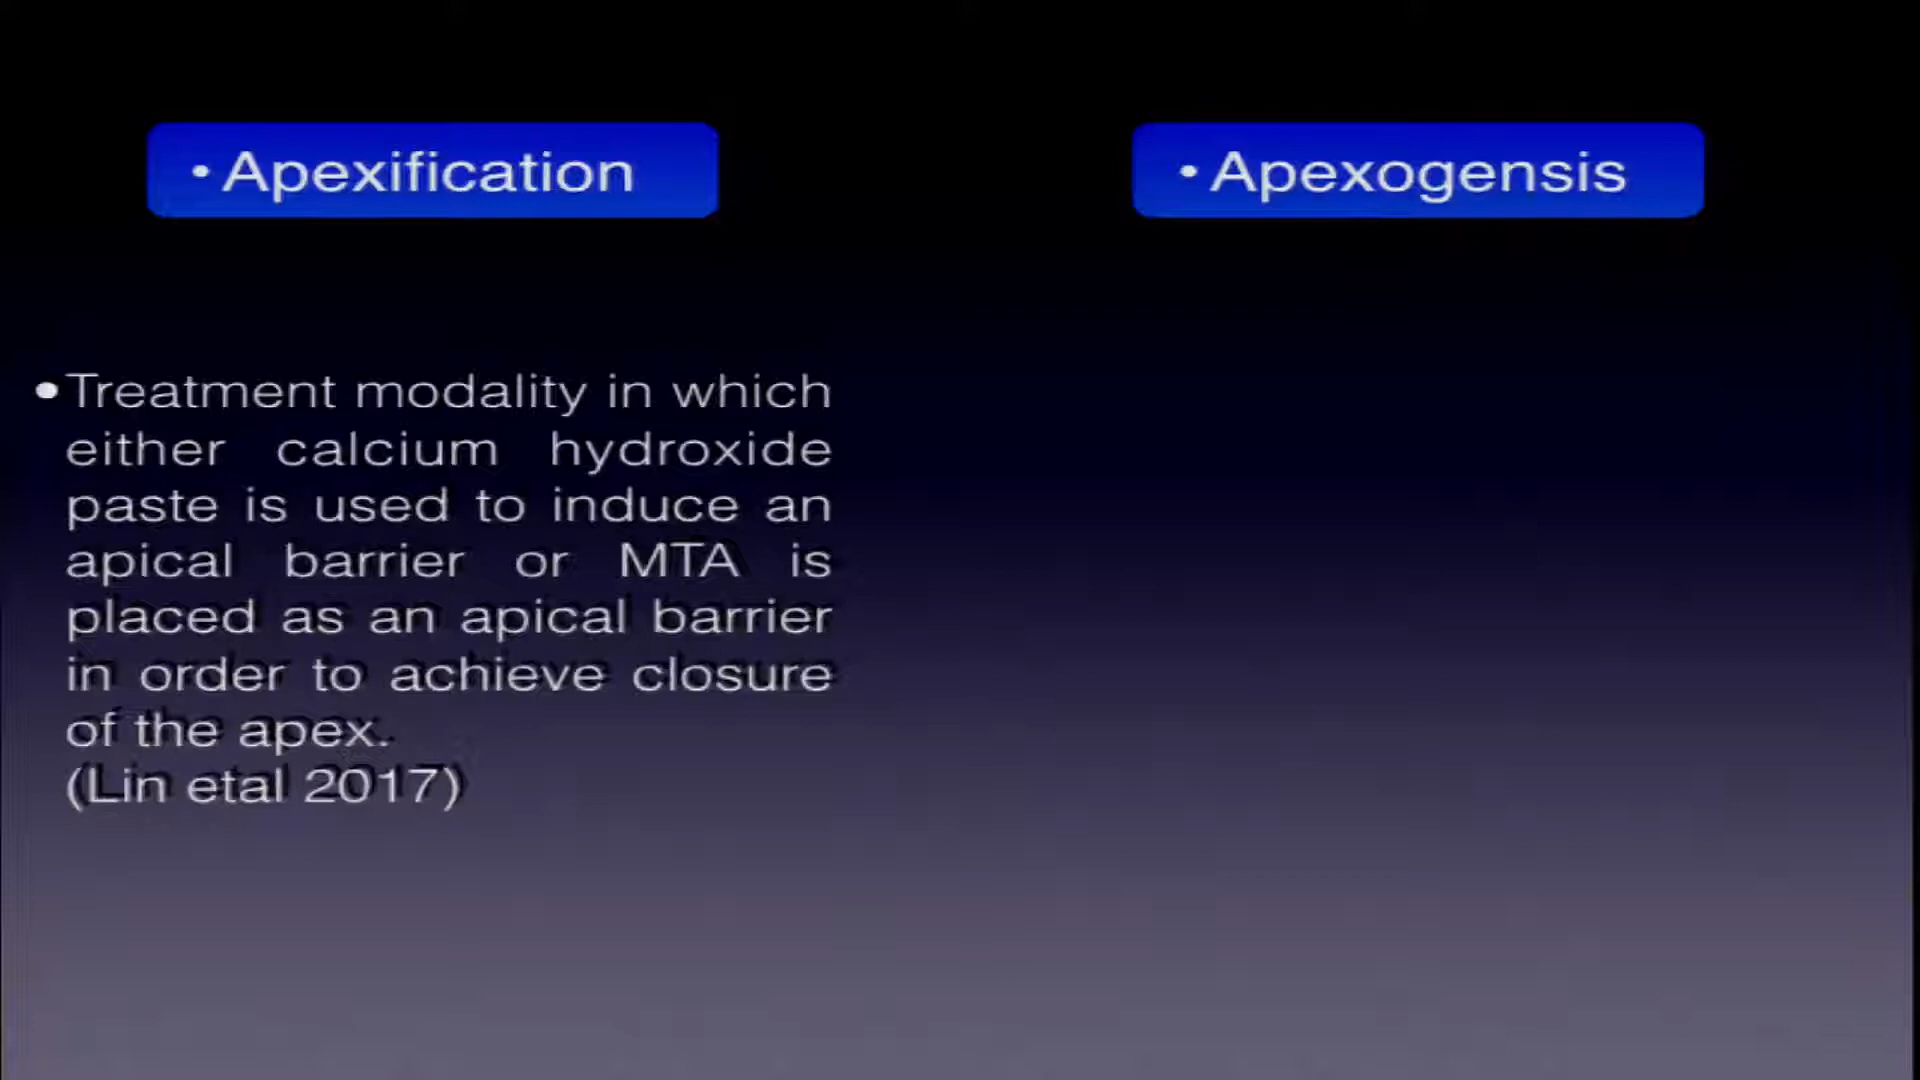 • Apexification
• Apexogensis
• Treatment modality in which
either calcium hydroxide
paste is used to induce an
apical barrier or MTA is
placed as an apical barrier
in order to achieve closure
of the apex.
(Lin etal 2017)